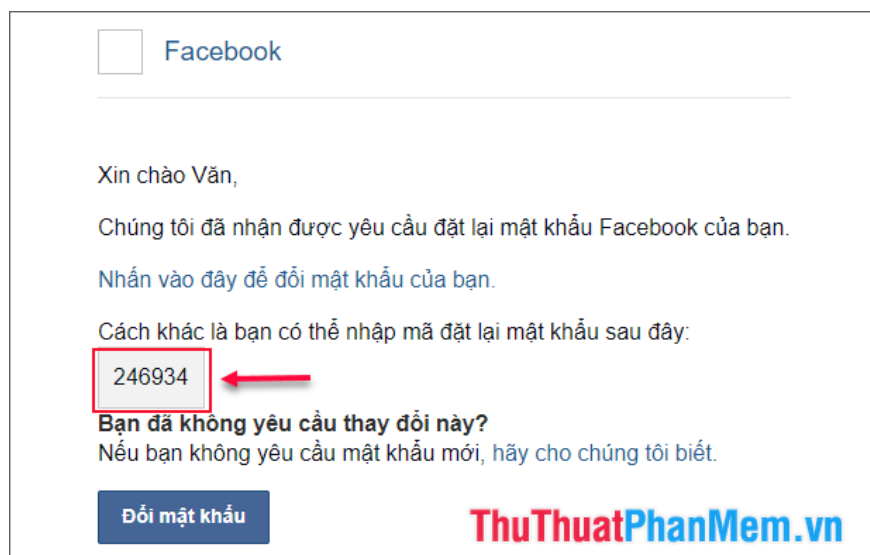 Facebook
Xin chào Văn,
Chúng tôi đã nhận được yêu cầu đặt lại mật khẩu Facebook của bạn.
Nhấn vào đây để đổi mật khẩu của bạn.
Cách khác là bạn có thể nhập mã đặt lại mật khẩu sau đây:
246934
Bạn đã không yêu cầu thay đổi này?
Nếu bạn không yêu cầu mật khẩu mới, hãy cho chúng tôi biết.
Đổi mật khẩu
ThuThuatPhanMem.vn